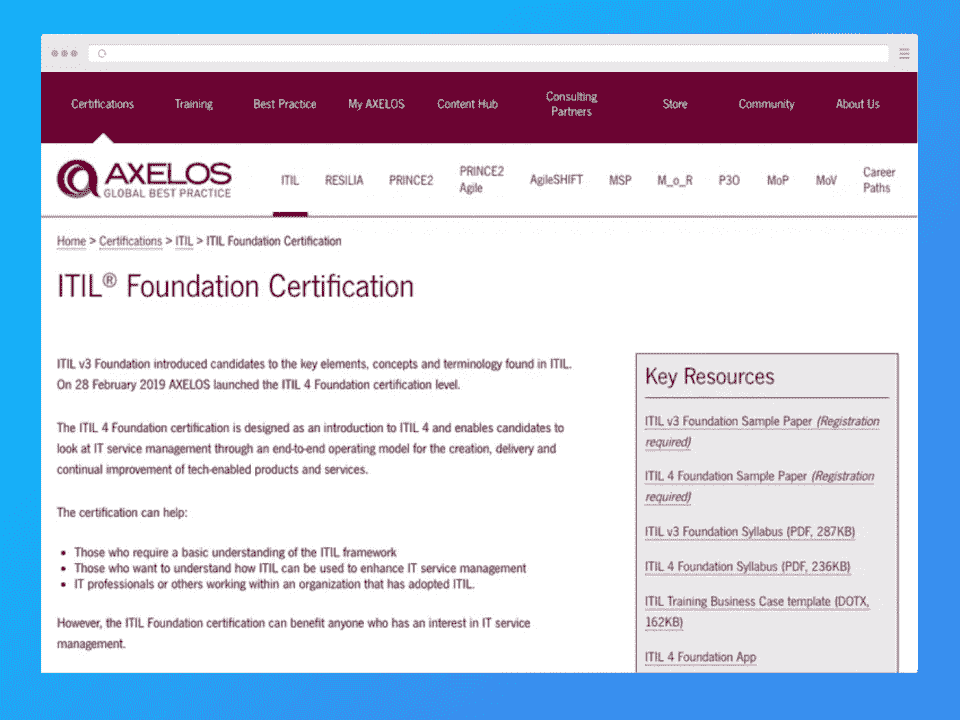 Certifications
Training
Best Practice
My AXELOS
Content Hub
Consulting
Partners
Store
Community
About Us
AXELOS
GLOBAL BEST PRACTICE
ITIL
RESILIA
PRINCE2
PRINCE2
Agile
AgileSHIFT
MSP
M_o_R
P3O
MoP
MoV
Career
Paths
Home > Certifications > ITIL > ITIL Foundation Certification
ITIL® Foundation Certification
ITIL v3 Foundation introduced candidates to the key elements, concepts and terminology found in ITIL.
On 28 February 2019 AXELOS launched the ITIL 4 Foundation certification level.
The ITIL 4 Foundation certification is designed as an introduction to ITIL 4 and enables candidates to
look at IT service management through an end-to-end operating model for the creation, delivery and
continual improvement of tech-enabled products and services.
The certification can help:
• Those who require a basic understanding of the ITIL framework
• Those who want to understand how ITIL can be used to enhance IT service management
• IT professionals or others working within an organization that has adopted ITIL.
However, the ITIL Foundation certification can benefit anyone who has an interest in IT service
management.
Key Resources
ITIL v3 Foundation Sample Paper (Registration
required)
ITIL 4 Foundation Sample Paper (Registration
required)
ITIL v3 Foundation Syllabus (PDF, 287KB)
ITIL 4 Foundation Syllabus (PDF, 236KB)
ITIL Training Business Case template (DOTX,
162KB)
ITIL 4 Foundation App